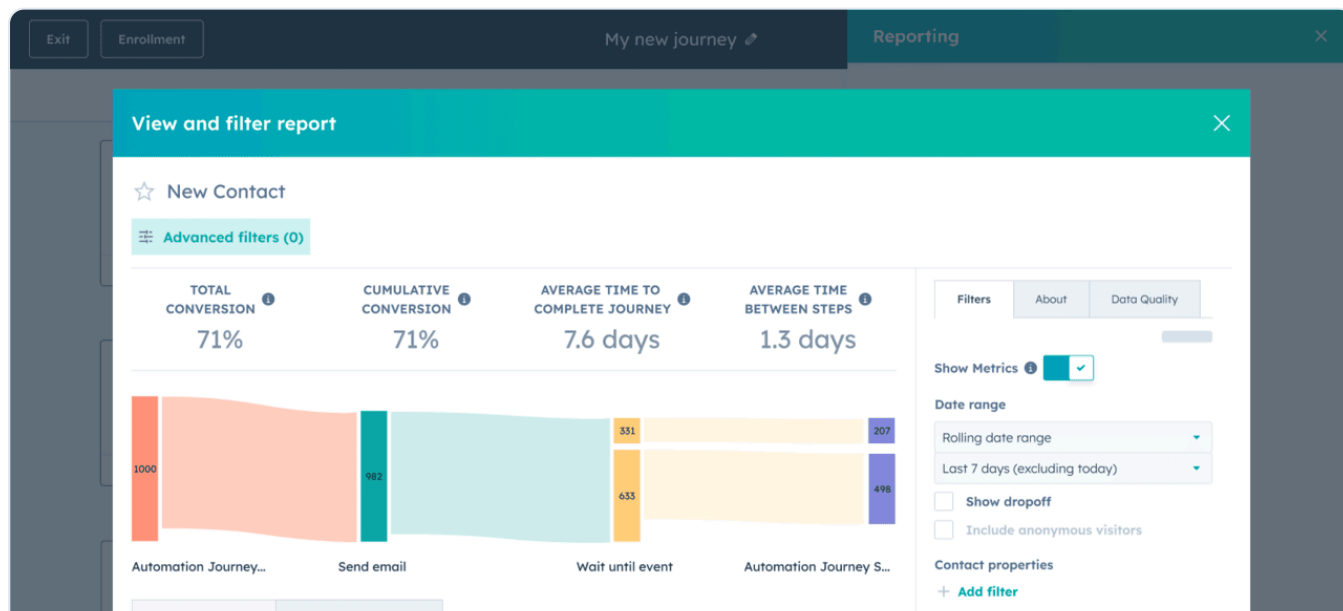 Exit
Enrollment
My new journey
Reporting
View and filter report
New Contact
Advanced filters (0)
TOTAL
CONVERSION
71%
CUMULATIVE
CONVERSION
71%
AVERAGE TIME TO
COMPLETE JOURNEY
7.6 days
AVERAGE TIME
BETWEEN STEPS
1.3 days
1000
982
331
633
207
498
Automation Journey...
Send email
Wait until event
Automation Journey S...
Filters
About
Data Quality
Show Metrics
Date range
Rolling date range
Last 7 days (excluding today)
Show dropoff
Include anonymous visitors
Contact properties
+ Add filter